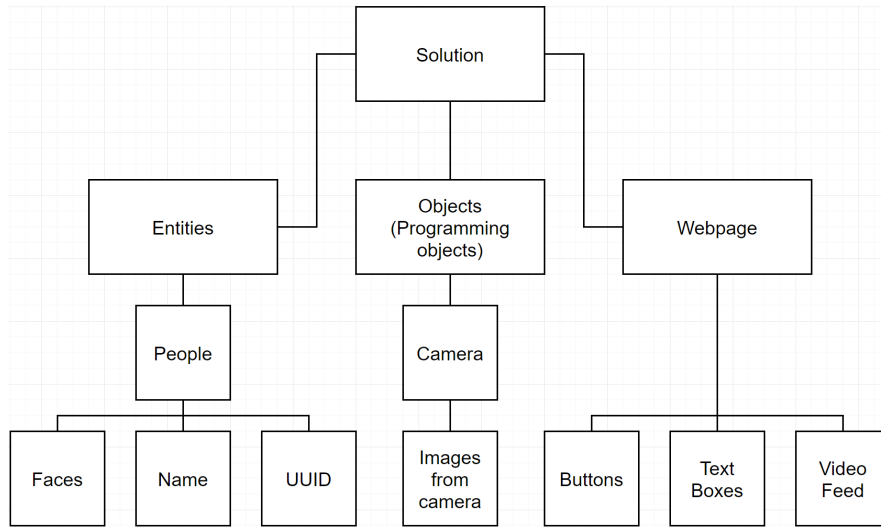 Solution
Entities
Objects
(Programming
objects)
Webpage
People
Camera
Faces
Name
UUID
Images
from
camera
Buttons
Text
Boxes
Video
Feed